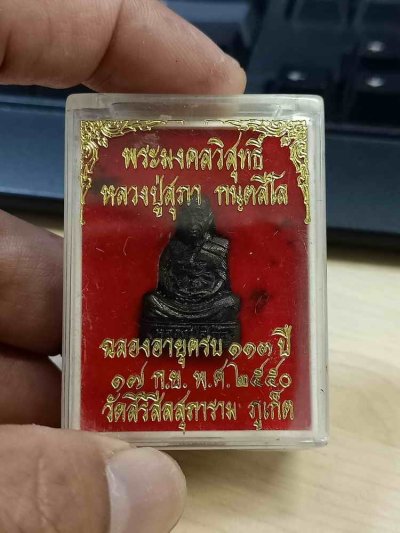 พระมงคลวิสุทธิ์
หลวงปู่สุภา กนฺตสีโล
ฉลองอายุครบ ๑๑๓ ปี
๑๗ ก.ย. พ.ศ.๒๕๕๐
วัดสิริสีลสุภาราม ภูเก็ต